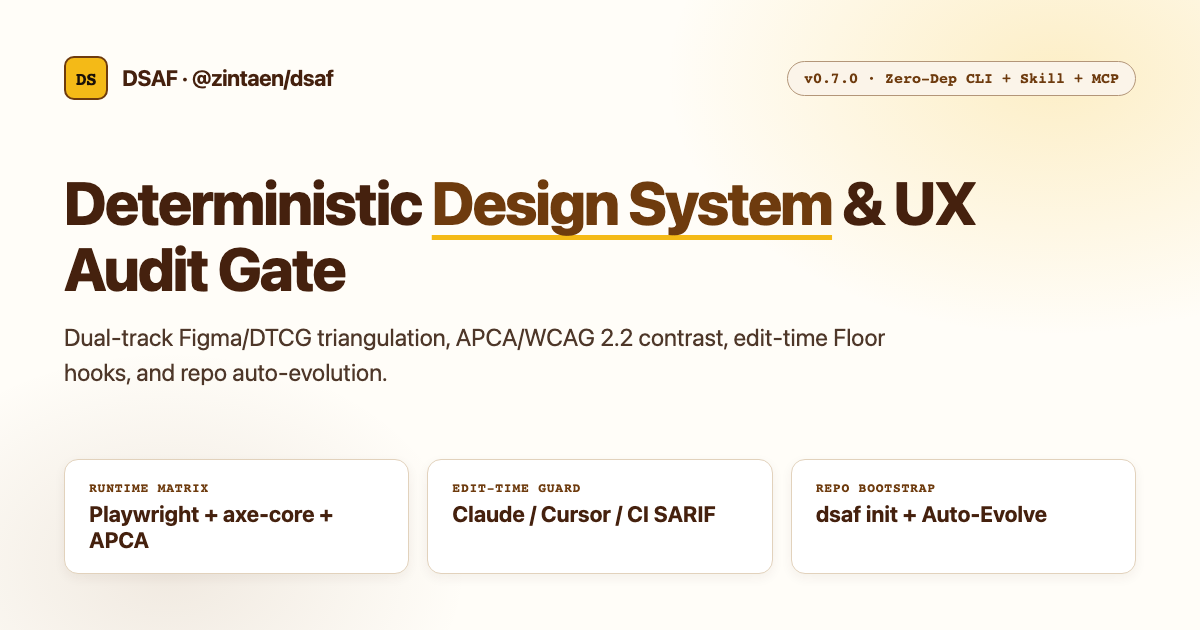 DS
DSAF · @zintaen/dsaf
v0.7.0 · Zero-Dep CLI + Skill + MCP
Deterministic Design System & UX
Audit Gate
Dual-track Figma/DTCG triangulation, APCA/WCAG 2.2 contrast, edit-time Floor
hooks, and repo auto-evolution.
RUNTIME MATRIX
Playwright + axe-core +
APCA
EDIT-TIME GUARD
Claude / Cursor / CI SARIF
REPO BOOTSTRAP
dsaf init + Auto-Evolve